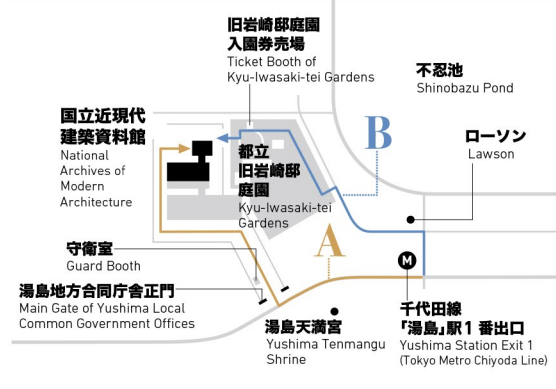 旧岩崎邸庭園
入園券売場
Ticket Booth of
Kyu-Iwasaki-tei Gardens
不忍池
Shinobazu Pond
国立近現代
建築資料館
National
Archives of
Modern
Architecture
B
ローソン
Lawson
都立
旧岩崎邸
庭園
Kyu-Iwasaki-tei
Gardens
A
守衛室
Guard Booth
M
湯島地方合同庁舎正門
Main Gate of Yushima Local
Common Government Offices
湯島天満宮
Yushima Tenmangu
Shrine
千代田線
「湯島」駅1番出口
Yushima Station Exit 1
(Tokyo Metro Chiyoda Line)